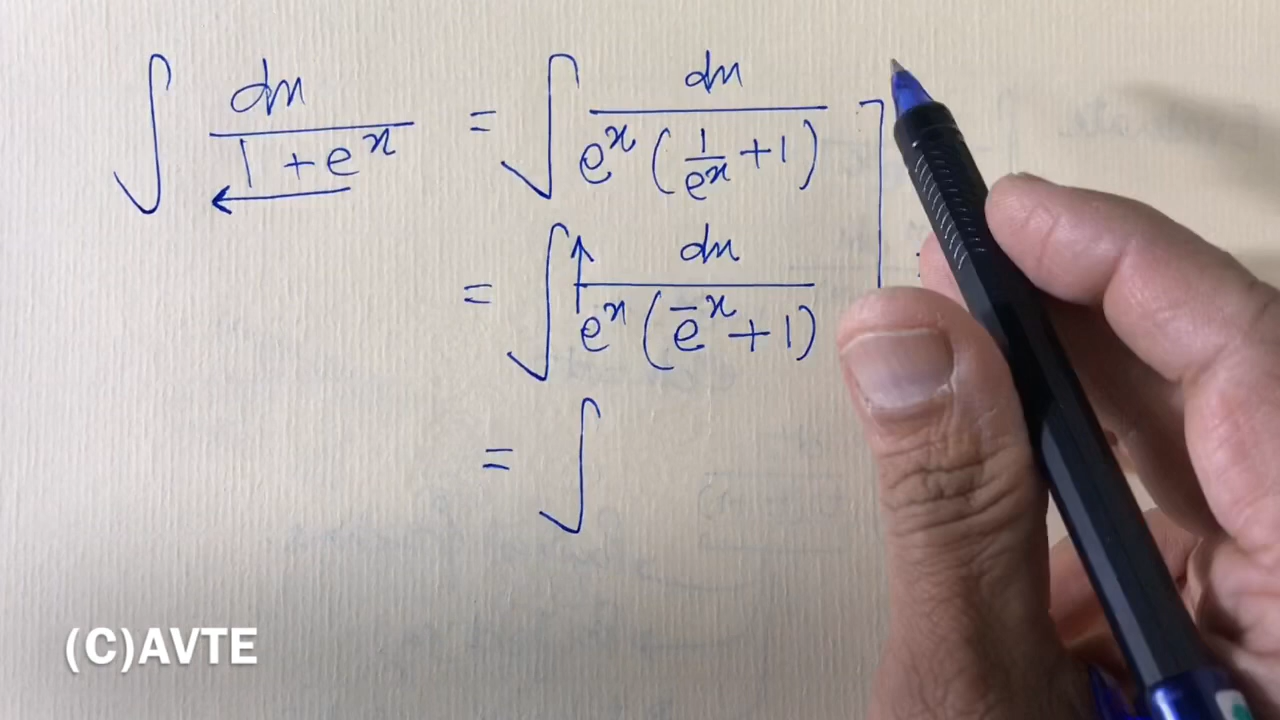 ∫ dx / (1 + e^x) = ∫ dx / (e^x (1/e^x + 1))
= ∫ dx / (e^x (e^-x + 1))
= ∫
(C)AVTE